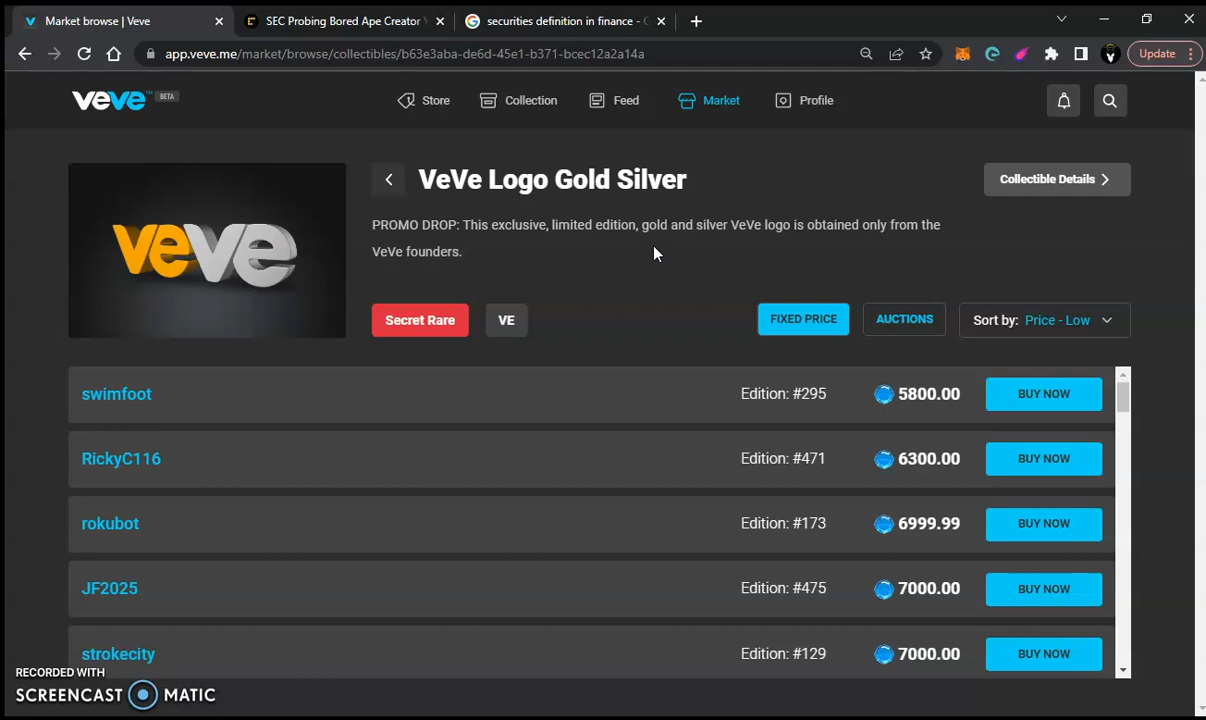 Market browse | Veve
SEC Probing Bored Ape Creator
securities definition in finance -
app.veve.me/market/browse/collectibles/b63e3aba-de6d-45e1-b371-bcec12a2a14a
Update
veve BETA
Store
Collection
Feed
Market
Profile
veve
VeVe Logo Gold Silver
Collectible Details
PROMO DROP: This exclusive, limited edition, gold and silver VeVe logo is obtained only from the
VeVe founders.
Secret Rare
VE
FIXED PRICE
AUCTIONS
Sort by: Price - Low
swimfoot Edition: #295 5800.00 BUY NOW
RickyC116 Edition: #471 6300.00 BUY NOW
rokubot Edition: #173 6999.99 BUY NOW
JF2025 Edition: #475 7000.00 BUY NOW
strokecity Edition: #129 7000.00 BUY NOW
RECORDED WITH
SCREENCAST MATIC